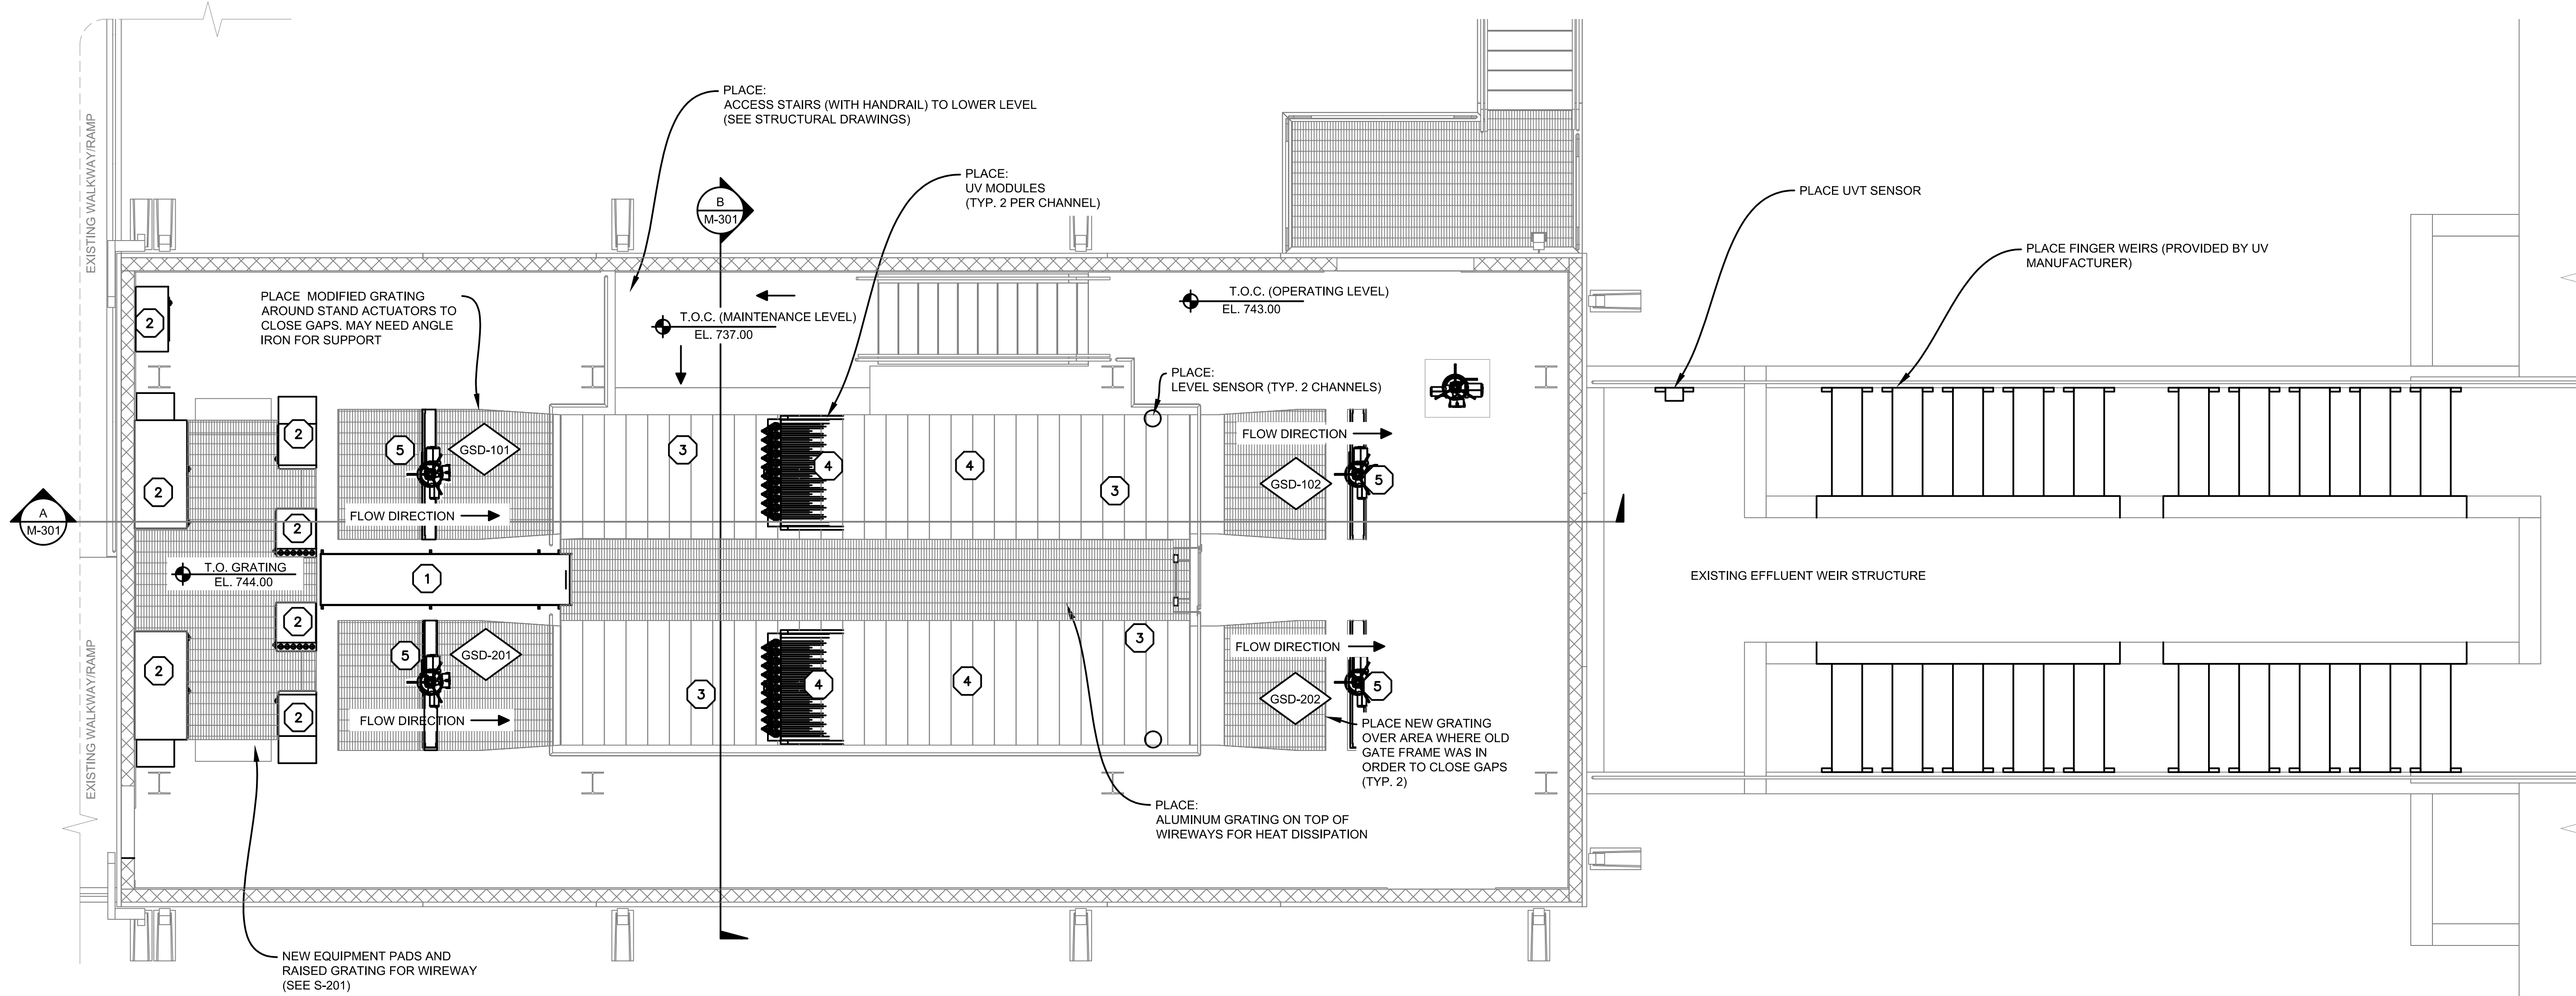 PLACE:
ACCESS STAIRS (WITH HANDRAIL) TO LOWER LEVEL
(SEE STRUCTURAL DRAWINGS)
EXISTING WALKWAY/RAMP
PLACE:
UV MODULES
(TYP. 2 PER CHANNEL)
B
M-301
PLACE UVT SENSOR
PLACE FINGER WEIRS (PROVIDED BY UV
MANUFACTURER)
PLACE MODIFIED GRATING
AROUND STAND ACTUATORS TO
CLOSE GAPS. MAY NEED ANGLE
IRON FOR SUPPORT
2
T.O.C. (MAINTENANCE LEVEL)
EL. 737.00
T.O.C. (OPERATING LEVEL)
EL. 743.00
PLACE:
LEVEL SENSOR (TYP. 2 CHANNELS)
2
5
GSD-101
3
4
4
3
FLOW DIRECTION
GSD-102
5
2
A
M-301
FLOW DIRECTION
2
T.O. GRATING
EL. 744.00
1
EXISTING EFFLUENT WEIR STRUCTURE
2
2
2
5
GSD-201
3
4
4
3
FLOW DIRECTION
GSD-202
5
FLOW DIRECTION
EXISTING WALKWAY/RAMP
PLACE NEW GRATING
OVER AREA WHERE OLD
GATE FRAME WAS IN
ORDER TO CLOSE GAPS
(TYP. 2)
PLACE:
ALUMINUM GRATING ON TOP OF
WIREWAYS FOR HEAT DISSIPATION
NEW EQUIPMENT PADS AND
RAISED GRATING FOR WIREWAY
(SEE S-201)